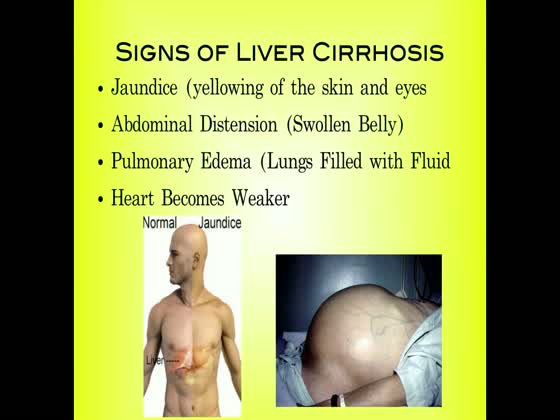 Signs of Liver Cirrhosis
• Jaundice (yellowing of the skin and eyes
• Abdominal Distension (Swollen Belly)
• Pulmonary Edema (Lungs Filled with Fluid
• Heart Becomes Weaker
Normal Jaundice
Liver